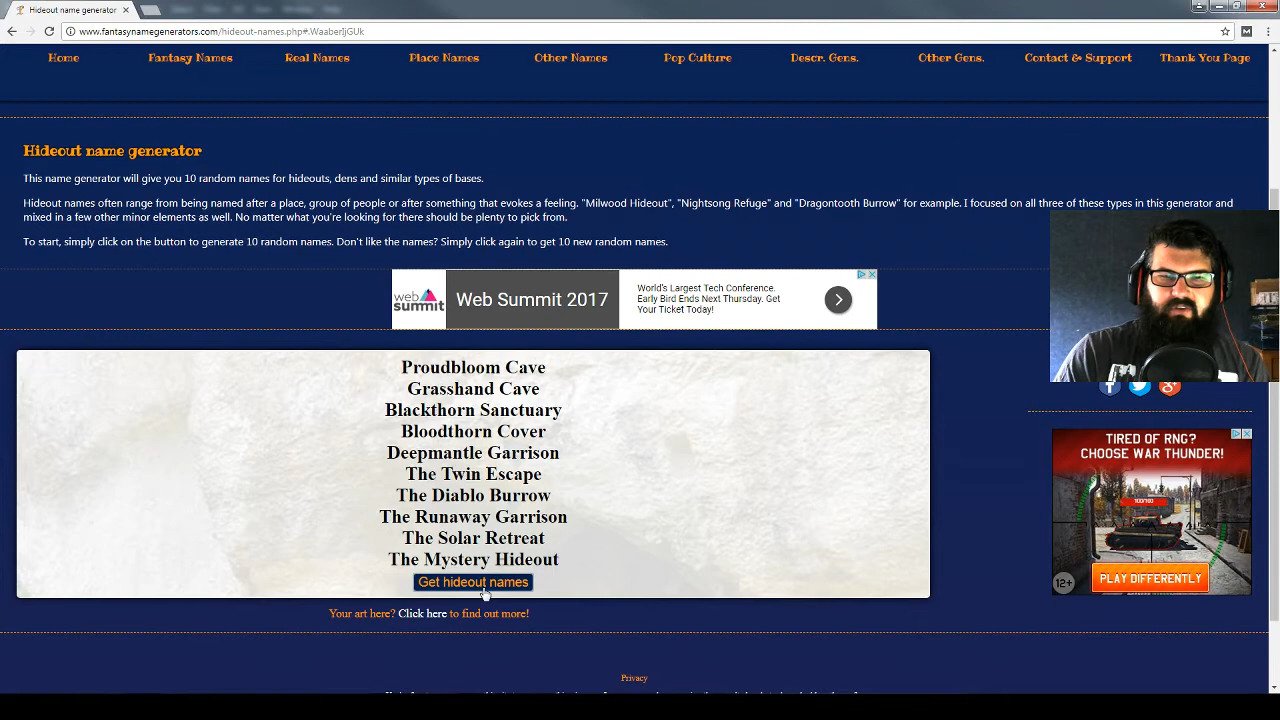 Hideout name generator
www.fantasynamegenerators.com/hideout-names.php#.WaaberIjGUk
Home Fantasy Names Real Names Place Names Other Names Pop Culture Descr. Gens. Other Gens. Contact & Support Thank You Page
Hideout name generator
This name generator will give you 10 random names for hideouts, dens and similar types of bases.
Hideout names often range from being named after a place, group of people or after something that evokes a feeling. "Milwood Hideout", "Nightsong Refuge" and "Dragontooth Burrow" for example. I focused on all three of these types in this generator and
mixed in a few other minor elements as well. No matter what you're looking for there should be plenty to pick from.
To start, simply click on the button to generate 10 random names. Don't like the names? Simply click again to get 10 new random names.
web
summit
Web Summit 2017
World's Largest Tech Conference.
Early Bird Ends Next Thursday. Get
Your Ticket Today!
Proudbloom Cave
Grasshand Cave
Blackthorn Sanctuary
Bloodthorn Cover
Deepmantle Garrison
The Twin Escape
The Diablo Burrow
The Runaway Garrison
The Solar Retreat
The Mystery Hideout
Get hideout names
Your art here? Click here to find out more!
TIRED OF RNG?
CHOOSE WAR THUNDER!
100/103
12+
PLAY DIFFERENTLY
Privacy